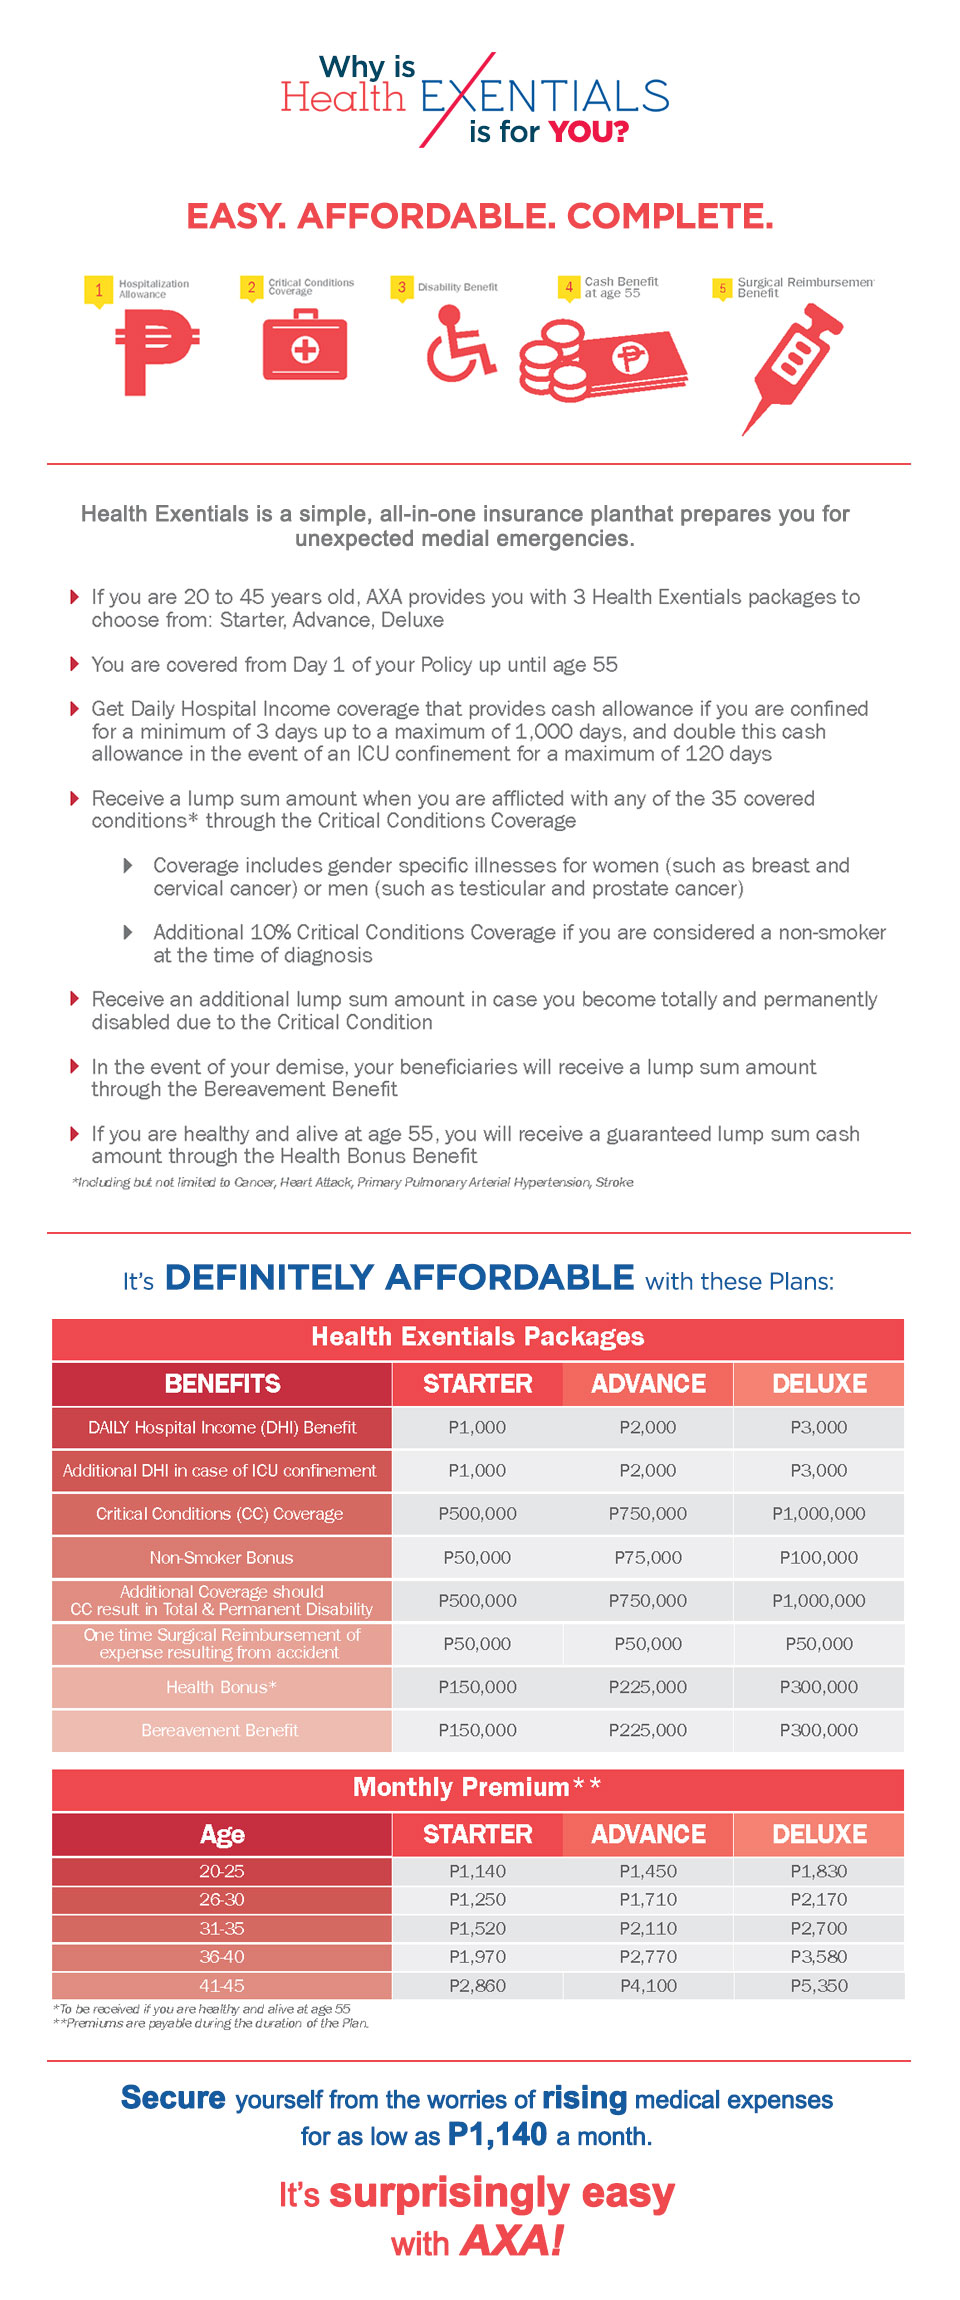 Why is
Health EXENTIALS
is for YOU?
EASY. AFFORDABLE. COMPLETE.
1 Hospitalization
Allowance
2 Critical Conditions
Coverage
3 Disability Benefit
4 Cash Benefit
at age 55
5 Surgical Reimbursemen
Benefit
Health Exentials is a simple, all-in-one insurance planthat prepares you for
unexpected medial emergencies.
If you are 20 to 45 years old, AXA provides you with 3 Health Exentials packages to
choose from: Starter, Advance, Deluxe
You are covered from Day 1 of your Policy up until age 55
Get Daily Hospital Income coverage that provides cash allowance if you are confined
for a minimum of 3 days up to a maximum of 1,000 days, and double this cash
allowance in the event of an ICU confinement for a maximum of 120 days
Receive a lump sum amount when you are afflicted with any of the 35 covered
conditions* through the Critical Conditions Coverage
Coverage includes gender specific illnesses for women (such as breast and
cervical cancer) or men (such as testicular and prostate cancer)
Additional 10% Critical Conditions Coverage if you are considered a non-smoker
at the time of diagnosis
Receive an additional lump sum amount in case you become totally and permanently
disabled due to the Critical Condition
In the event of your demise, your beneficiaries will receive a lump sum amount
through the Bereavement Benefit
If you are healthy and alive at age 55, you will receive a guaranteed lump sum cash
amount through the Health Bonus Benefit
*Including but not limited to Cancer, Heart Attack, Primary Pulmonary Arterial Hypertension, Stroke
It's DEFINITELY AFFORDABLE with these Plans:
Health Exentials Packages
BENEFITS STARTER ADVANCE DELUXE
DAILY Hospital Income (DHI) Benefit P1,000 P2,000 P3,000
Additional DHI in case of ICU confinement P1,000 P2,000 P3,000
Critical Conditions (CC) Coverage P500,000 P750,000 P1,000,000
Non-Smoker Bonus P50,000 P75,000 P100,000
Additional Coverage should
CC result in Total & Permanent Disability P500,000 P750,000 P1,000,000
One time Surgical Reimbursement of
expense resulting from accident P50,000 P50,000 P50,000
Health Bonus* P150,000 P225,000 P300,000
Bereavement Benefit P150,000 P225,000 P300,000
Monthly Premium**
Age STARTER ADVANCE DELUXE
20-25 P1,140 P1,450 P1,830
26-30 P1,250 P1,710 P2,170
31-35 P1,520 P2,110 P2,700
36-40 P1,970 P2,770 P3,580
41-45 P2,860 P4,100 P5,350
*To be received if you are healthy and alive at age 55
**Premiums are payable during the duration of the Plan.
Secure yourself from the worries of rising medical expenses
for as low as P1,140 a month.
It's surprisingly easy
with AXA!